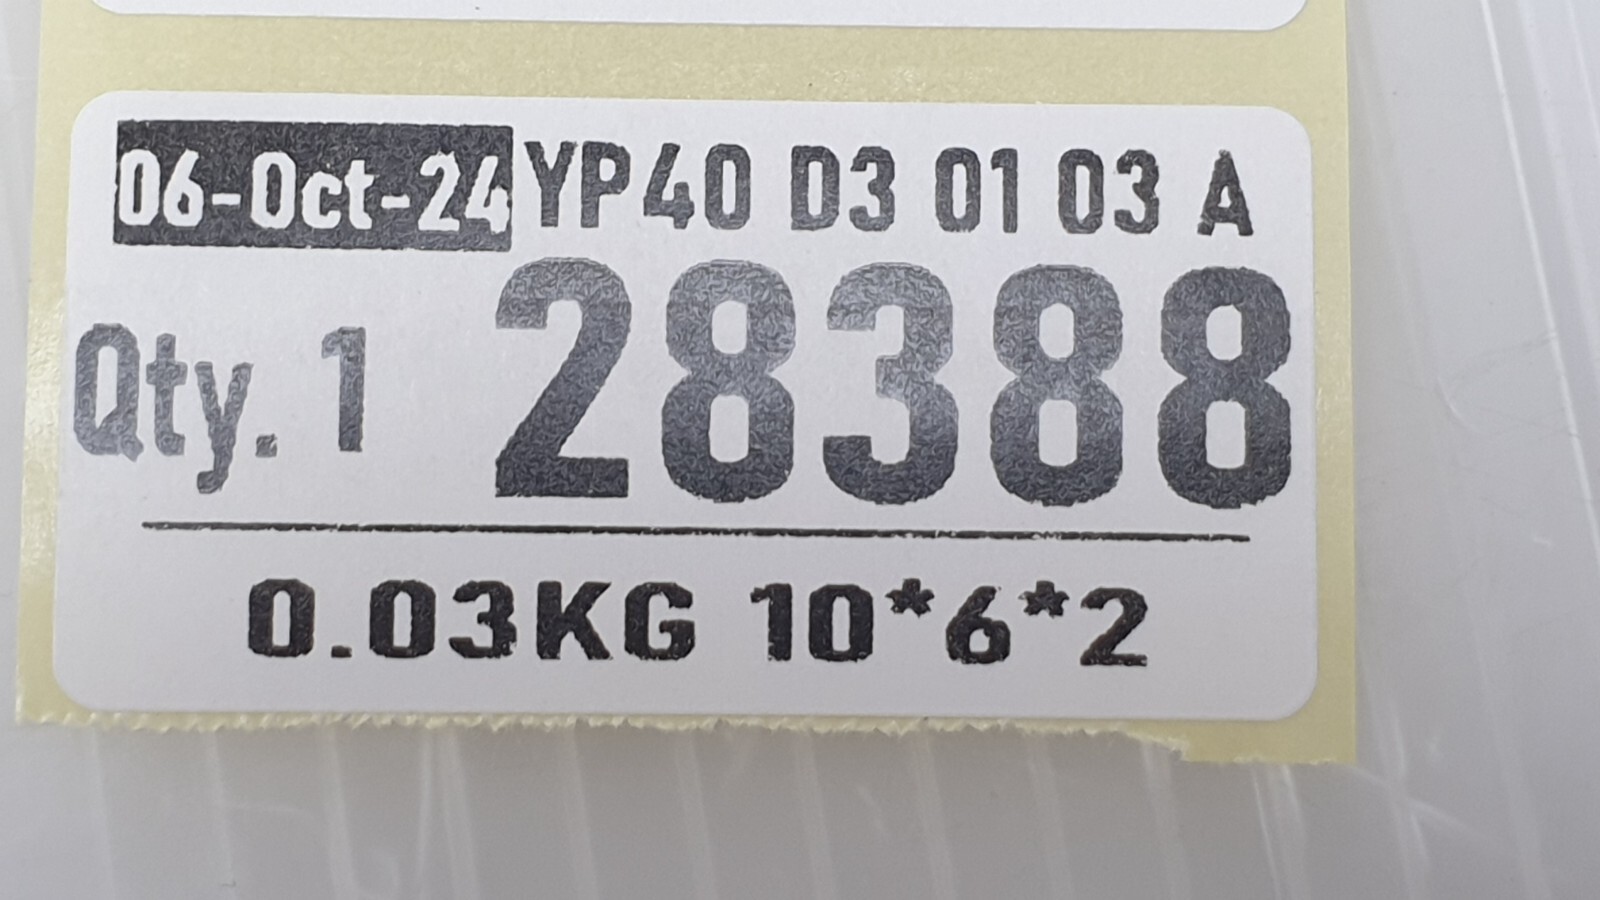 06-Oct-24 YP40 D3 01 03 A
Qty. 1 28388
0.03KG 10*6*2